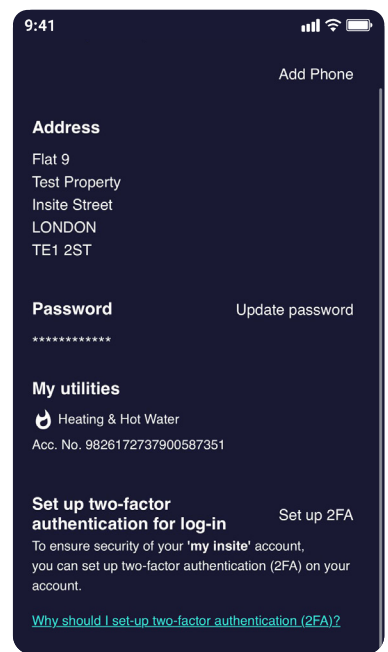 9:41
Add Phone
Address
Flat 9
Test Property
Insite Street
LONDON
TE1 2ST
Password
Update password
************
My utilities
Heating & Hot Water
Acc. No. 9826172737900587351
Set up two-factor
authentication for log-in
Set up 2FA
To ensure security of your 'my insite' account,
you can set up two-factor authentication (2FA) on your
account.
Why should I set-up two-factor authentication (2FA)?